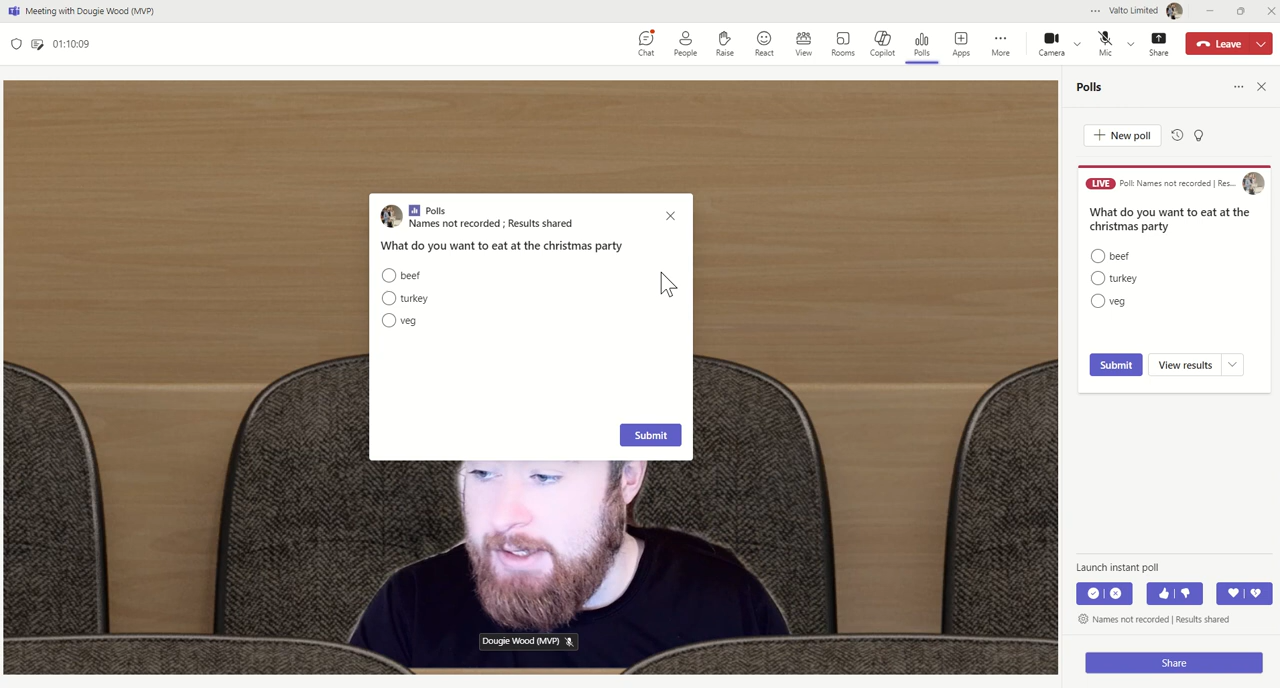 Meeting with Dougie Wood (MVP)
Valto Limited
01:10:09
Chat
People
Raise
React
View
Rooms
Copilot
Polls
Apps
More
Camera
Mic
Share
Leave
Polls
Names not recorded ; Results shared
What do you want to eat at the christmas party
beef
turkey
veg
Submit
Dougie Wood (MVP)
Polls
New poll
LIVE Poll: Names not recorded | Res...
What do you want to eat at the
christmas party
beef
turkey
veg
Submit
View results
Launch instant poll
Names not recorded | Results shared
Share